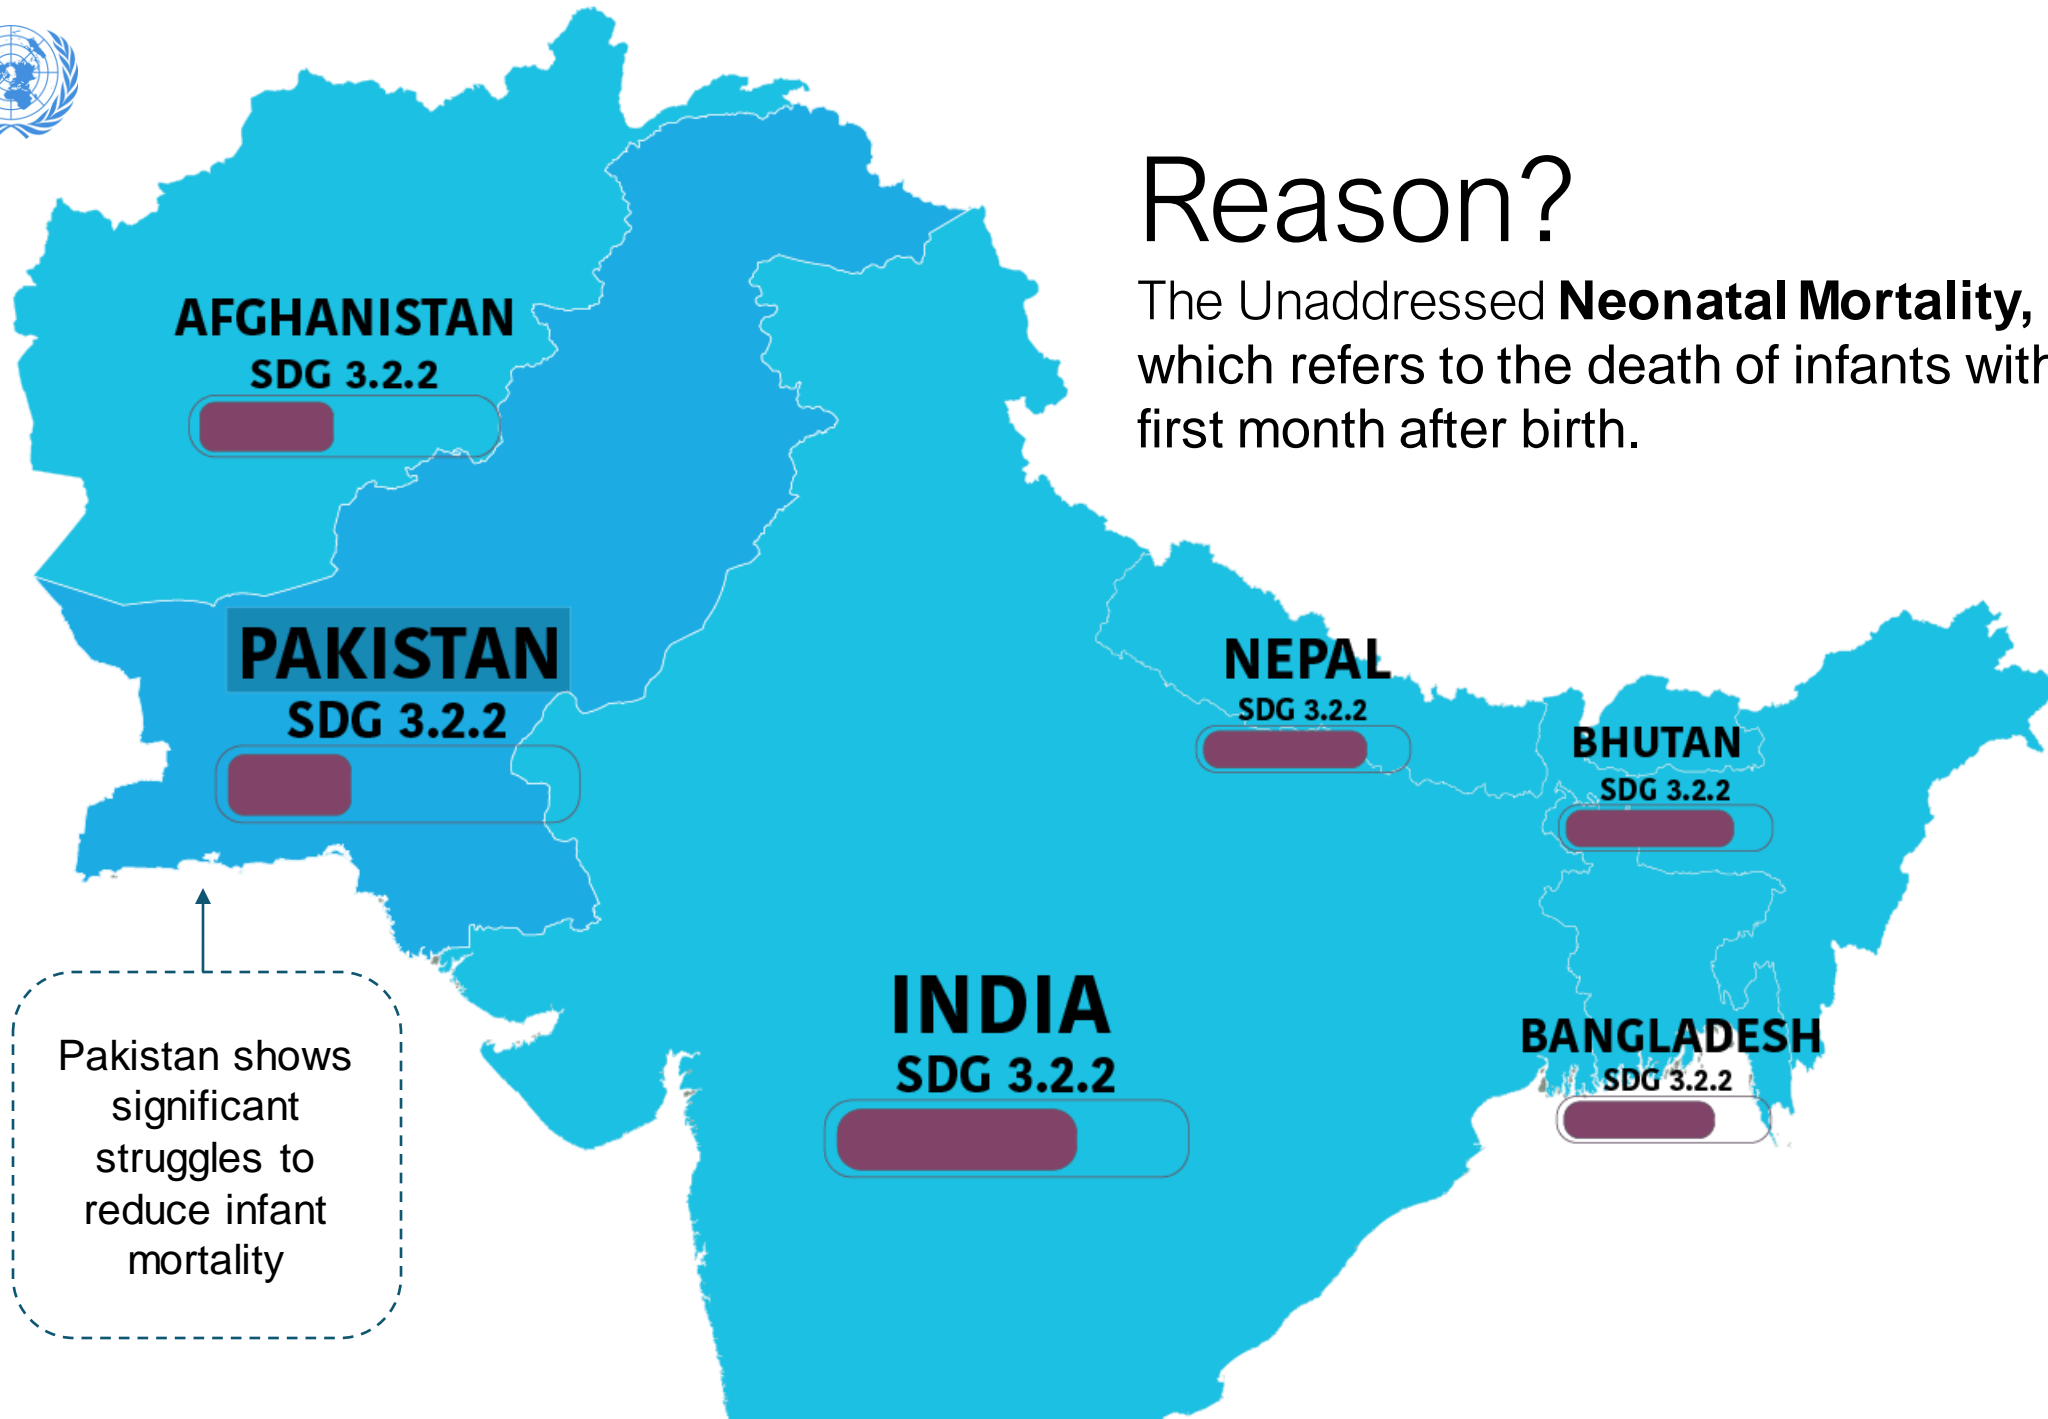 Reason?
The Unaddressed Neonatal Mortality,
which refers to the death of infants with
first month after birth.
AFGHANISTAN
SDG 3.2.2
PAKISTAN
SDG 3.2.2
NEPAL
SDG 3.2.2
BHUTAN
SDG 3.2.2
INDIA
SDG 3.2.2
BANGLADESH
SDG 3.2.2
Pakistan shows
significant
struggles to
reduce infant
mortality